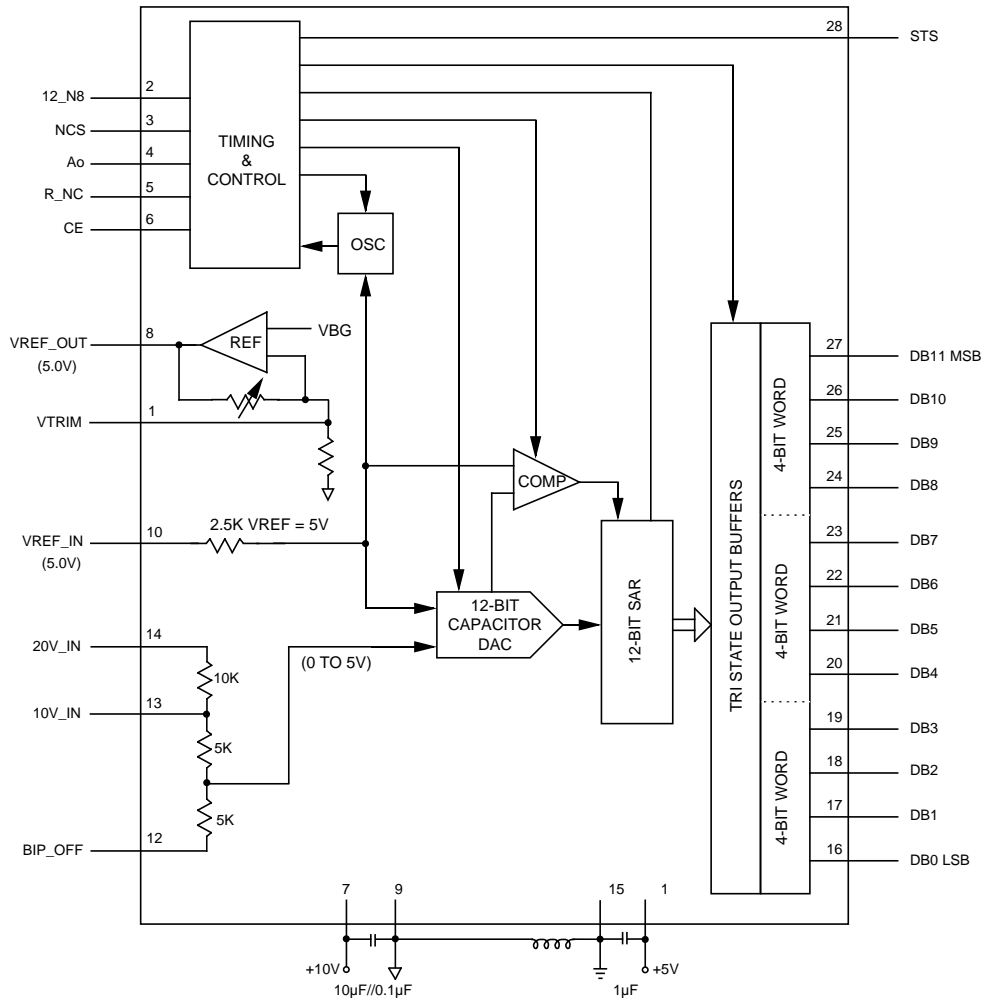 28
STS
2
12_N8
3
NCS
4
Ao
5
R_NC
6
CE
TIMING
&
CONTROL
OSC
8
VREF_OUT
(5.0V)
REF
VBG
1
VTRIM
COMP
10
VREF_IN
(5.0V)
2.5K VREF = 5V
12-BIT
CAPACITOR
DAC
12-BIT SAR
14
20V_IN
(0 TO 5V)
10K
13
10V_IN
5K
5K
12
BIP_OFF
TRI STATE OUTPUT BUFFERS
4-BIT WORD
4-BIT WORD
4-BIT WORD
27
DB11 MSB
26
DB10
25
DB9
24
DB8
23
DB7
22
DB6
21
DB5
20
DB4
19
DB3
18
DB2
17
DB1
16
DB0 LSB
7
9
15
1
+10V
10µF//0.1µF
1µF
+5V